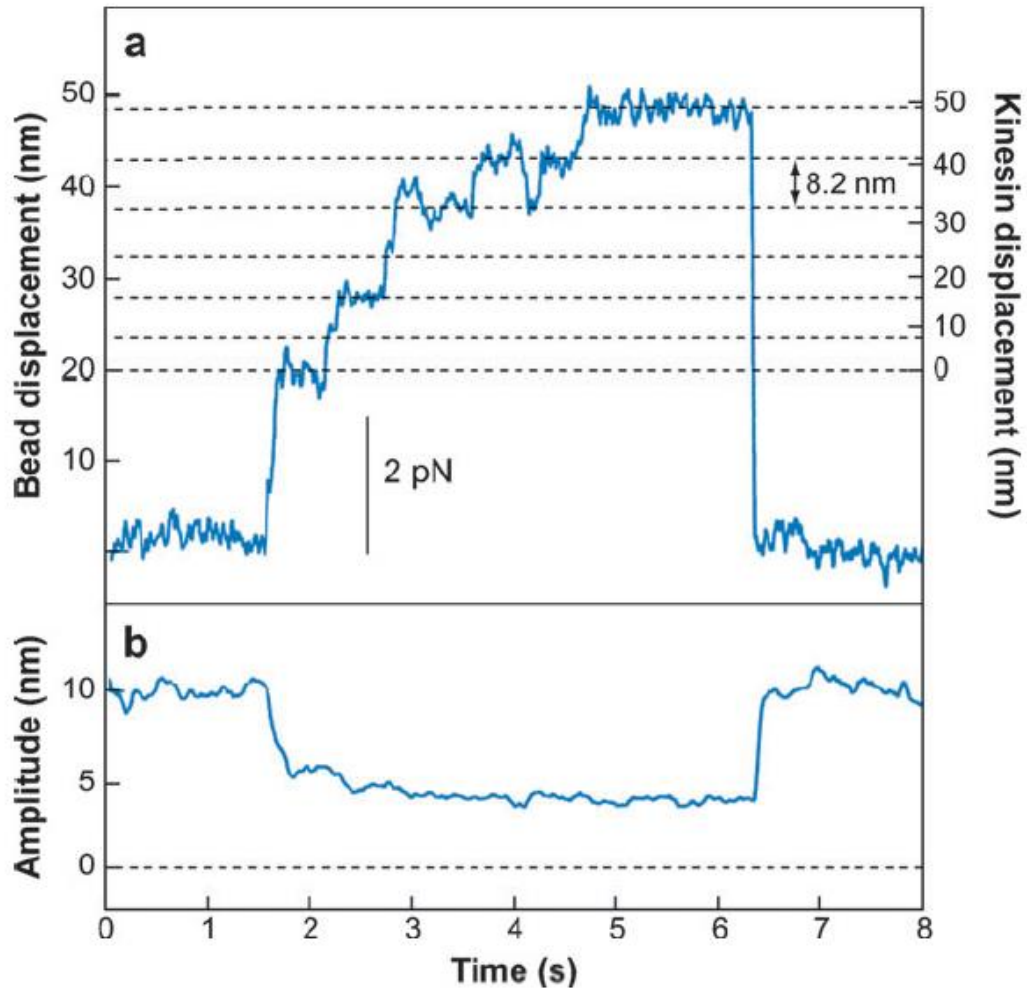 a
Bead displacement (nm)
50
40
30
20
10
50
40
30
20
10
0
Kinesin displacement (nm)
8.2 nm
2 pN
b
Amplitude (nm)
10
5
0
0 1 2 3 4 5 6 7 8
Time (s)